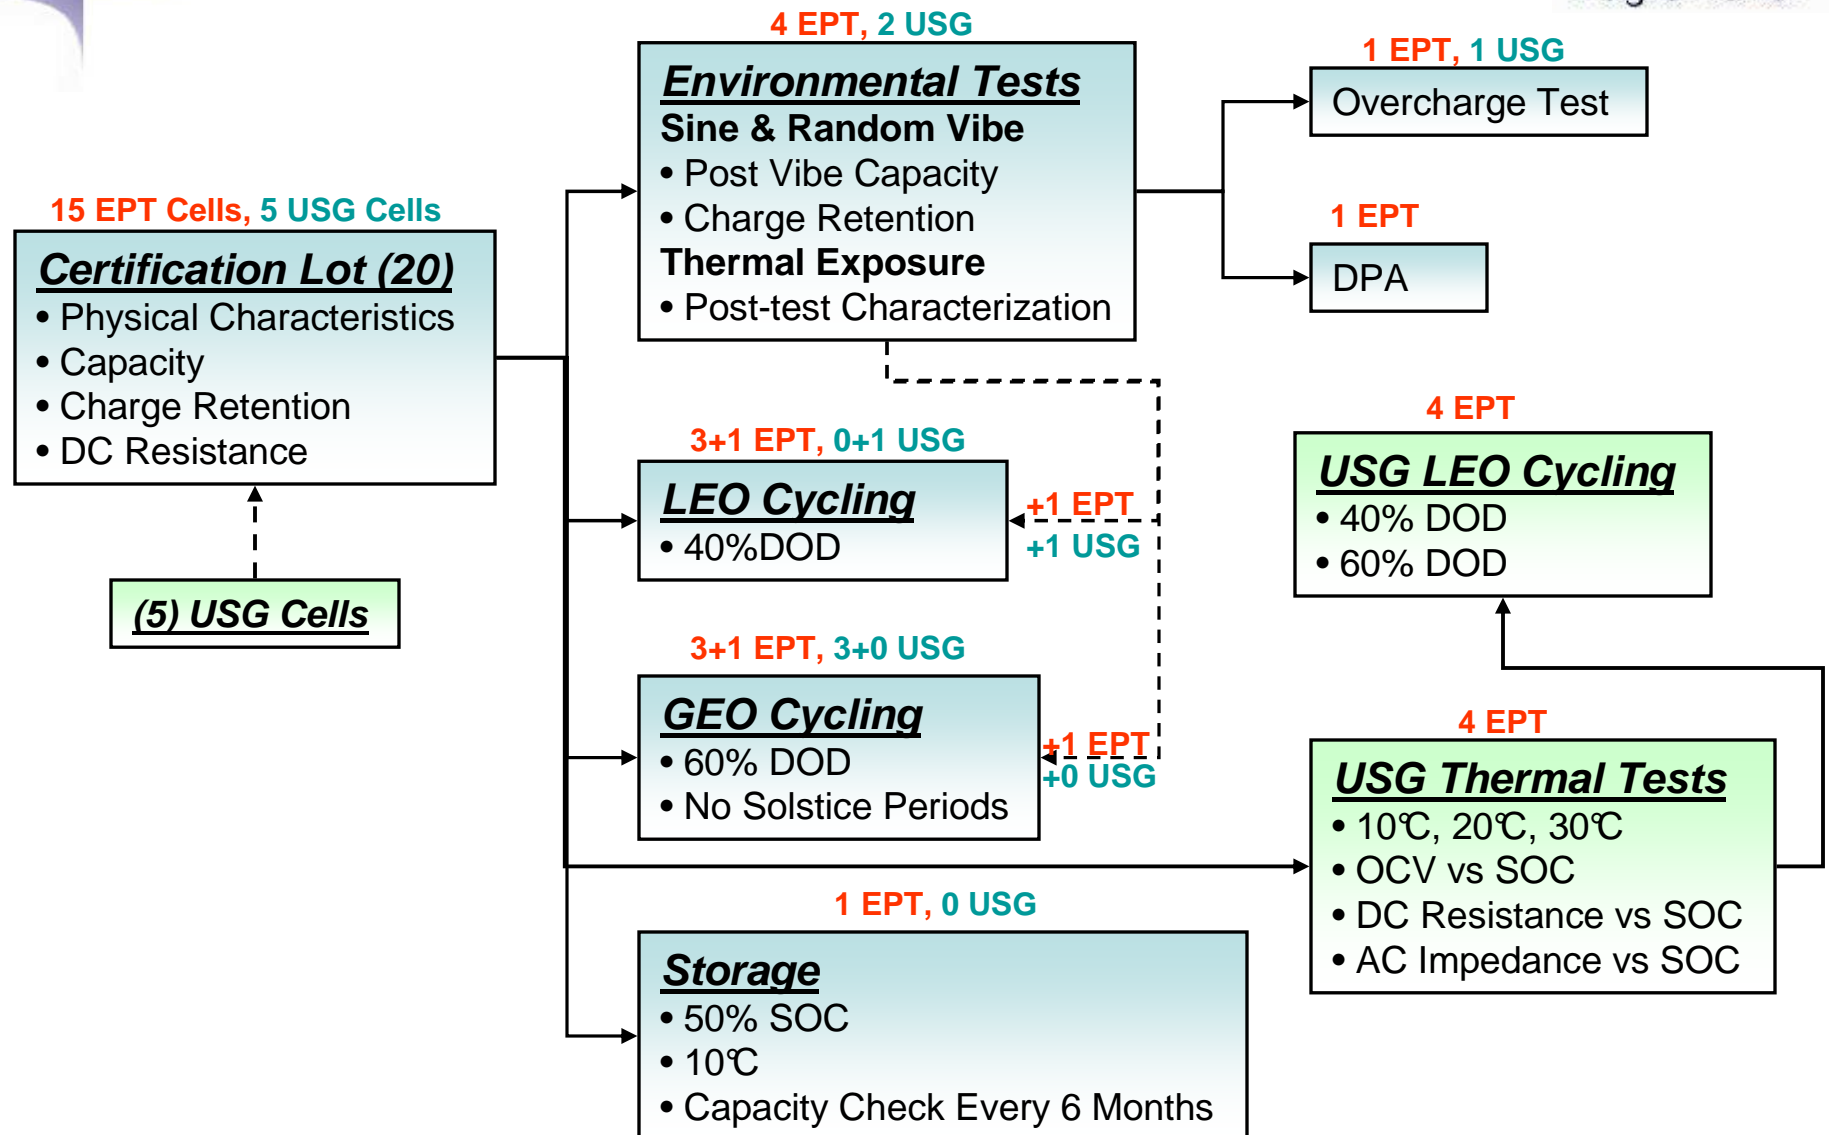 4 EPT, 2 USG
Environmental Tests
Sine & Random Vibe
• Post Vibe Capacity
• Charge Retention
Thermal Exposure
• Post-test Characterization
1 EPT, 1 USG
Overcharge Test
1 EPT
DPA
15 EPT Cells, 5 USG Cells
Certification Lot (20)
• Physical Characteristics
• Capacity
• Charge Retention
• DC Resistance
(5) USG Cells
3+1 EPT, 0+1 USG
LEO Cycling
• 40%DOD
+1 EPT
+1 USG
3+1 EPT, 3+0 USG
GEO Cycling
• 60% DOD
• No Solstice Periods
+1 EPT
+0 USG
4 EPT
USG LEO Cycling
• 40% DOD
• 60% DOD
4 EPT
USG Thermal Tests
• 10°C, 20°C, 30°C
• OCV vs SOC
• DC Resistance vs SOC
• AC Impedance vs SOC
1 EPT, 0 USG
Storage
• 50% SOC
• 10°C
• Capacity Check Every 6 Months